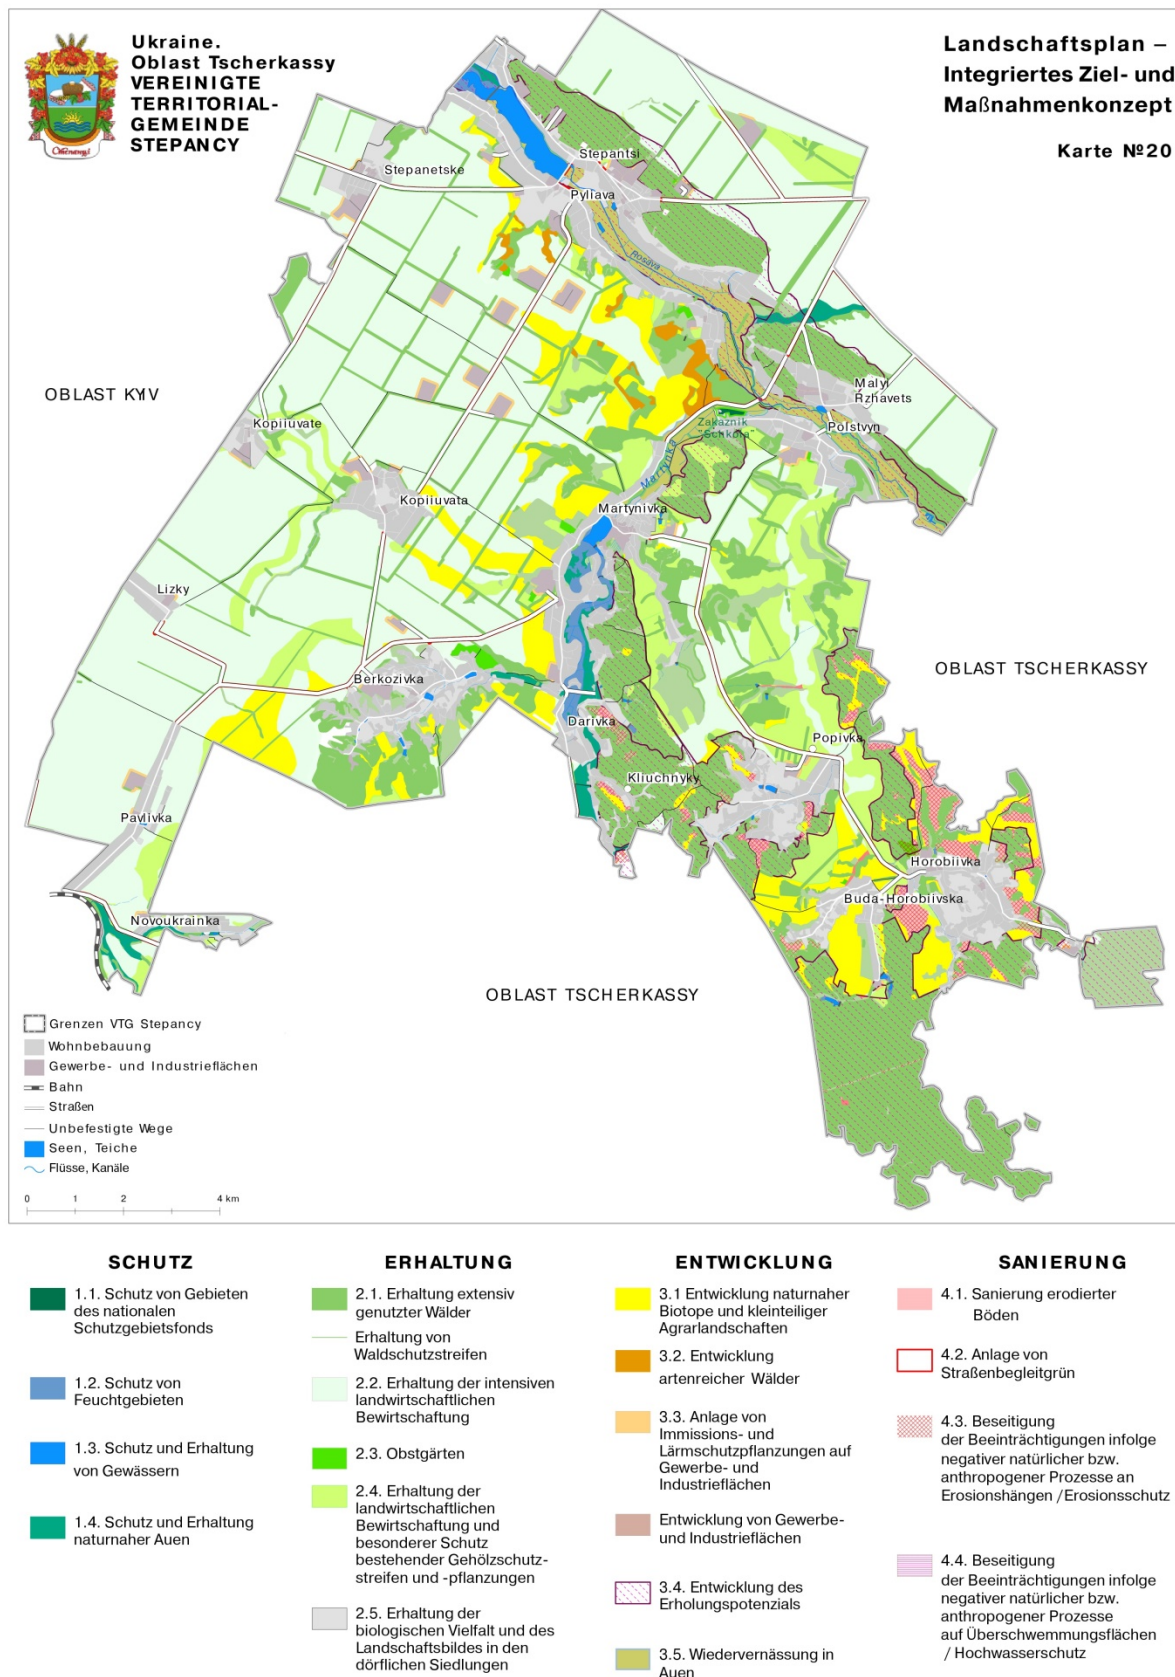 Ukraine.
Oblast Tscherkassy
VEREINIGTE
TERRITORIAL-
GEMEINDE
STEPANCY
Landschaftsplan –
Integriertes Ziel- und
Maßnahmenkonzept
Karte №20
Stepantsi
Stepanetske
Pyliava
Rosava
OBLAST KYIV
Malyi
Rzhavets
Kopiiuvate
Zakaznik
"Schkola"
Polstvyn
Martynka
Kopiiuvata
Martynivka
Lizky
OBLAST TSCHERKASSY
Berkozivka
Darivka
Popivka
Kliuchnyky
Pavlivka
Horobiivka
Buda-Horobiivska
Novoukrainka
OBLAST TSCHERKASSY
Grenzen VTG Stepancy
Wohnbebauung
Gewerbe- und Industrieflächen
Bahn
Straßen
Unbefestigte Wege
Seen, Teiche
Flüsse, Kanäle
0 1 2 4 km
SCHUTZ
1.1. Schutz von Gebieten
des nationalen
Schutzgebietsfonds
1.2. Schutz von
Feuchtgebieten
1.3. Schutz und Erhaltung
von Gewässern
1.4. Schutz und Erhaltung
naturnaher Auen
ERHALTUNG
2.1. Erhaltung extensiv
genutzter Wälder
Erhaltung von
Waldschutzstreifen
2.2. Erhaltung der intensiven
landwirtschaftlichen
Bewirtschaftung
2.3. Obstgärten
2.4. Erhaltung der
landwirtschaftlichen
Bewirtschaftung und
besonderer Schutz
bestehender Gehölzschutz-
streifen und -pflanzungen
2.5. Erhaltung der
biologischen Vielfalt und des
Landschaftsbildes in den
dörflichen Siedlungen
ENTWICKLUNG
3.1 Entwicklung naturnaher
Biotope und kleinteiliger
Agrarlandschaften
3.2. Entwicklung
artenreicher Wälder
3.3. Anlage von
Immissions- und
Lärmschutzpflanzungen auf
Gewerbe- und
Industrieflächen
Entwicklung von Gewerbe-
und Industrieflächen
3.4. Entwicklung des
Erholungspotenzials
3.5. Wiedervernässung in
Auen
SANIERUNG
4.1. Sanierung erodierter
Böden
4.2. Anlage von
Straßenbegleitgrün
4.3. Beseitigung
der Beeinträchtigungen infolge
negativer natürlicher bzw.
anthropogener Prozesse an
Erosionshängen /Erosionsschutz
4.4. Beseitigung
der Beeinträchtigungen infolge
negativer natürlicher bzw.
anthropogener Prozesse
auf Überschwemmungsflächen
/ Hochwasserschutz